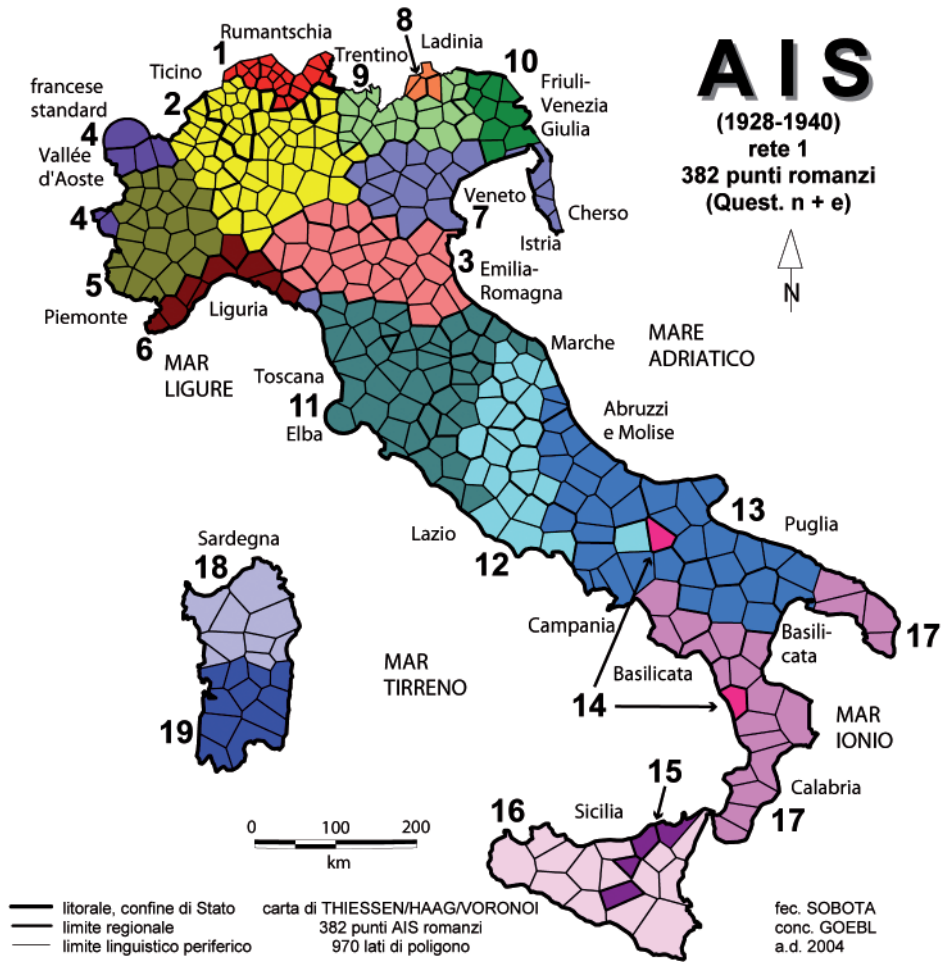 AIS
(1928-1940)
rete 1
382 punti romanzi
(Quest. n + e)
N
Rumantschia
1
Ticino
2
francese
standard
4
Vallée
d'Aoste
4
5
Piemonte
6
Liguria
MAR
LIGURE
Trentino
9
8
Ladinia
10
Friuli-
Venezia
Giulia
Veneto
7
Cherso
Istria
3
Emilia-
Romagna
Toscana
11
Elba
Marche
MARE
ADRIATICO
Abruzzi
e Molise
Lazio
12
13
Puglia
Campania
Basilicata
14
Basili-
cata
17
Sardegna
18
19
MAR
TIRRENO
MAR
IONIO
Calabria
17
15
Sicilia
16
0 100 200
km
litorale, confine di Stato
limite regionale
limite linguistico periferico
carta di THIESSEN/HAAG/VORONOI
382 punti AIS romanzi
970 lati di poligono
fec. SOBOTA
conc. GOEBL
a.d. 2004